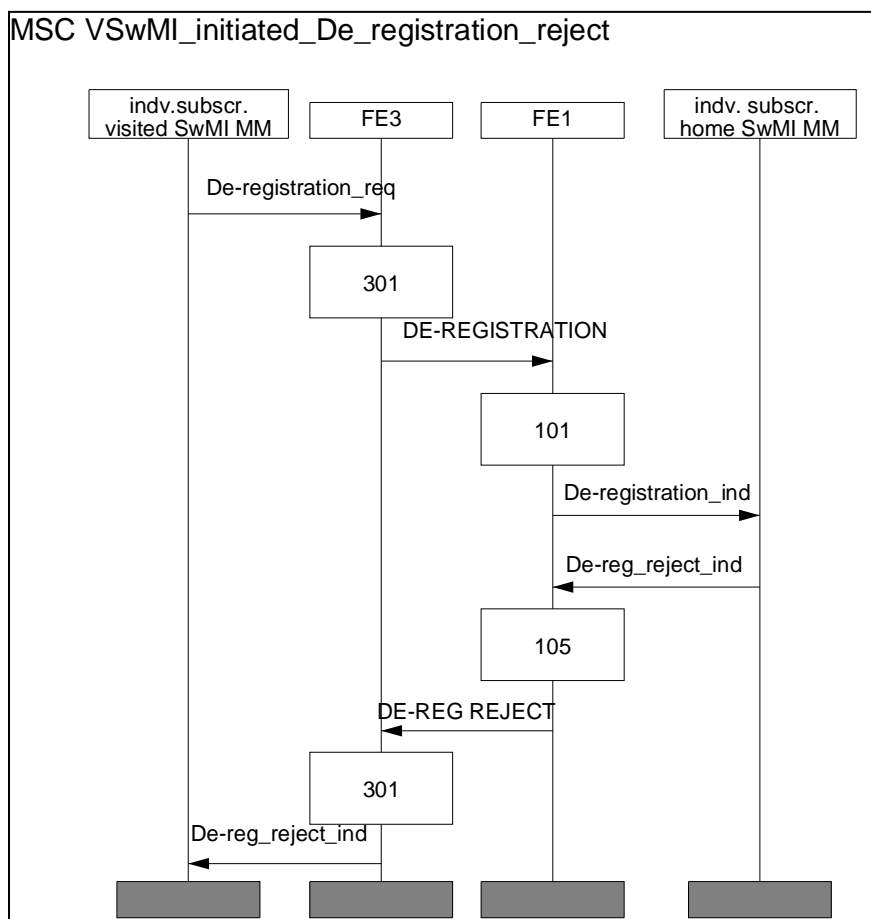 MSC VSwMI_initiated_De_registration_reject
indv.subscr.
visited SwMI MM
FE3
FE1
indv. subscr.
home SwMI MM
De-registration_req
301
DE-REGISTRATION
101
De-registration_ind
De-reg_reject_ind
105
DE-REG REJECT
301
De-reg_reject_ind